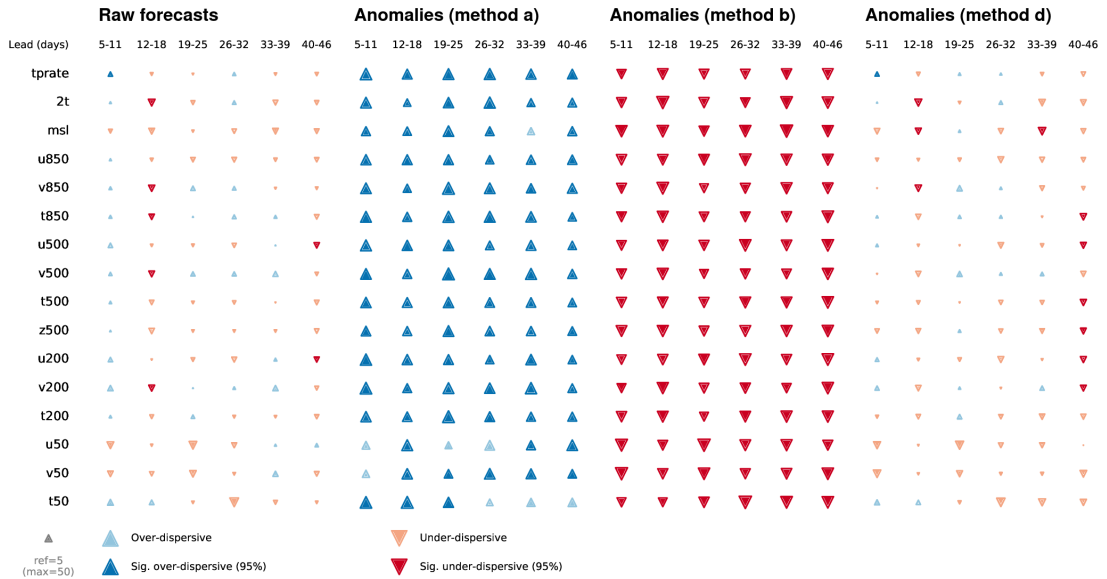 Raw forecasts Anomalies (method a) Anomalies (method b) Anomalies (method d)
Lead (days) 5-11 12-18 19-25 26-32 33-39 40-46 5-11 12-18 19-25 26-32 33-39 40-46 5-11 12-18 19-25 26-32 33-39 40-46 5-11 12-18 19-25 26-32 33-39 40-46
tprate
2t
msl
u850
v850
t850
u500
v500
t500
z500
u200
v200
t200
u50
v50
t50
Over-dispersive Under-dispersive
ref=5
(max=50)
Sig. over-dispersive (95%) Sig. under-dispersive (95%)